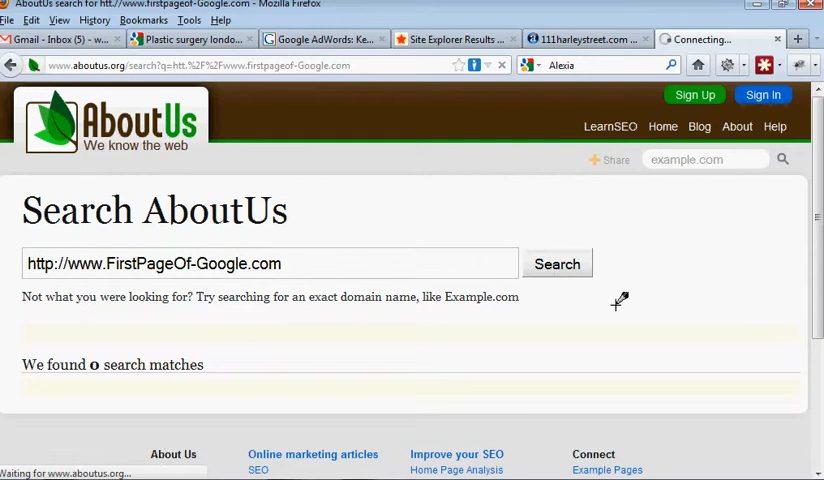 AboutUs search for htt.//www.firstpageof-Google.com - Mozilla Firefox
File Edit View History Bookmarks Tools Help
Gmail - Inbox (5) - w... Plastic surgery londo... Google AdWords: Ke... Site Explorer Results ... 111harleystreet.com ... Connecting...
www.aboutus.org/search?q=htt.%2F%2Fwww.firstpageof-Google.com Alexia
Sign Up Sign In
AboutUs
We know the web
LearnSEO Home Blog About Help
Share example.com
Search AboutUs
http://www.FirstPageOf-Google.com Search
Not what you were looking for? Try searching for an exact domain name, like Example.com
We found 0 search matches
About Us Online marketing articles Improve your SEO Connect
SEO Home Page Analysis Example Pages
Waiting for www.aboutus.org...